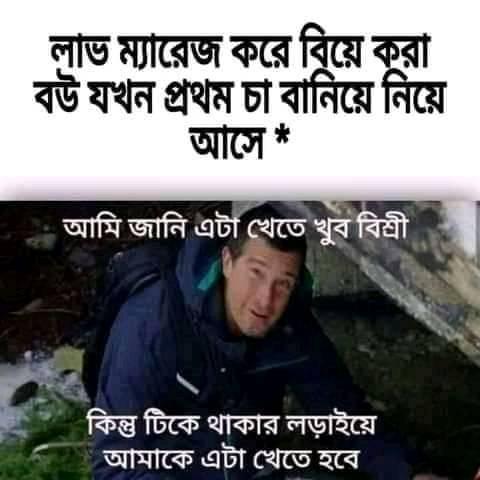 লাভ ম্যারেজ করে বিয়ে করা
বউ যখন প্রথম চা বানিয়ে নিয়ে
আসে *
আমি জানি এটা খেতে খুব বিশ্রী
কিন্তু টিকে থাকার লড়াইয়ে
আমাকে এটা খেতে হবে